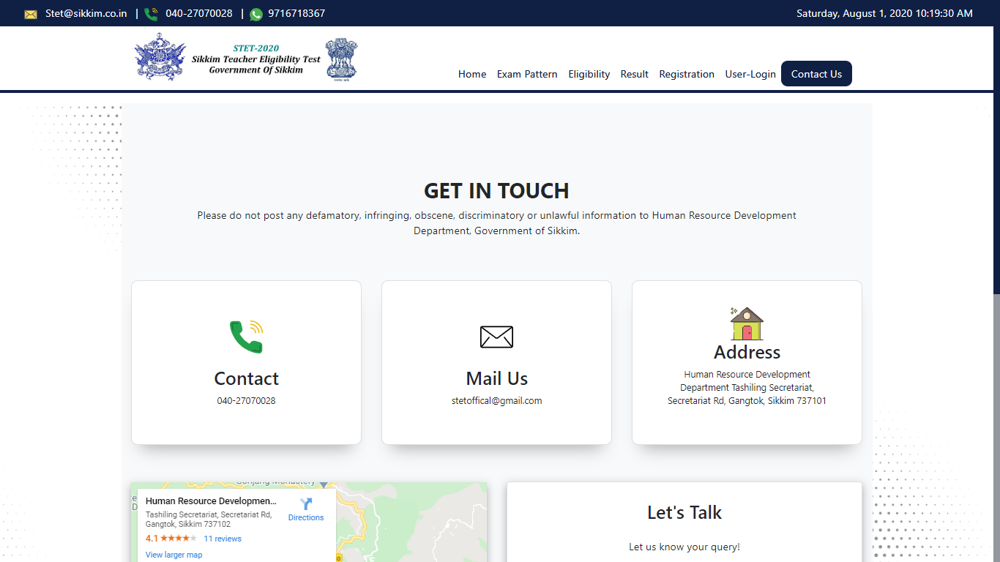 Stet@sikkim.co.in | 040-27070028 | 9716718367
Saturday, August 1, 2020 10:19:30 AM
STET-2020
Sikkim Teacher Eligibility Test
Government Of Sikkim
Home Exam Pattern Eligibility Result Registration User-Login Contact Us
GET IN TOUCH
Please do not post any defamatory, infringing, obscene, discriminatory or unlawful information to Human Resource Development
Department, Government of Sikkim.
Contact
040-27070028
Mail Us
stetoffical@gmail.com
Address
Human Resource Development
Department Tashiling Secretariat,
Secretariat Rd, Gangtok, Sikkim 737101
Human Resource Developmen...
Tashiling Secretariat, Secretariat Rd,
Gangtok, Sikkim 737102
4.1 11 reviews
View larger map
Directions
Let's Talk
Let us know your query!